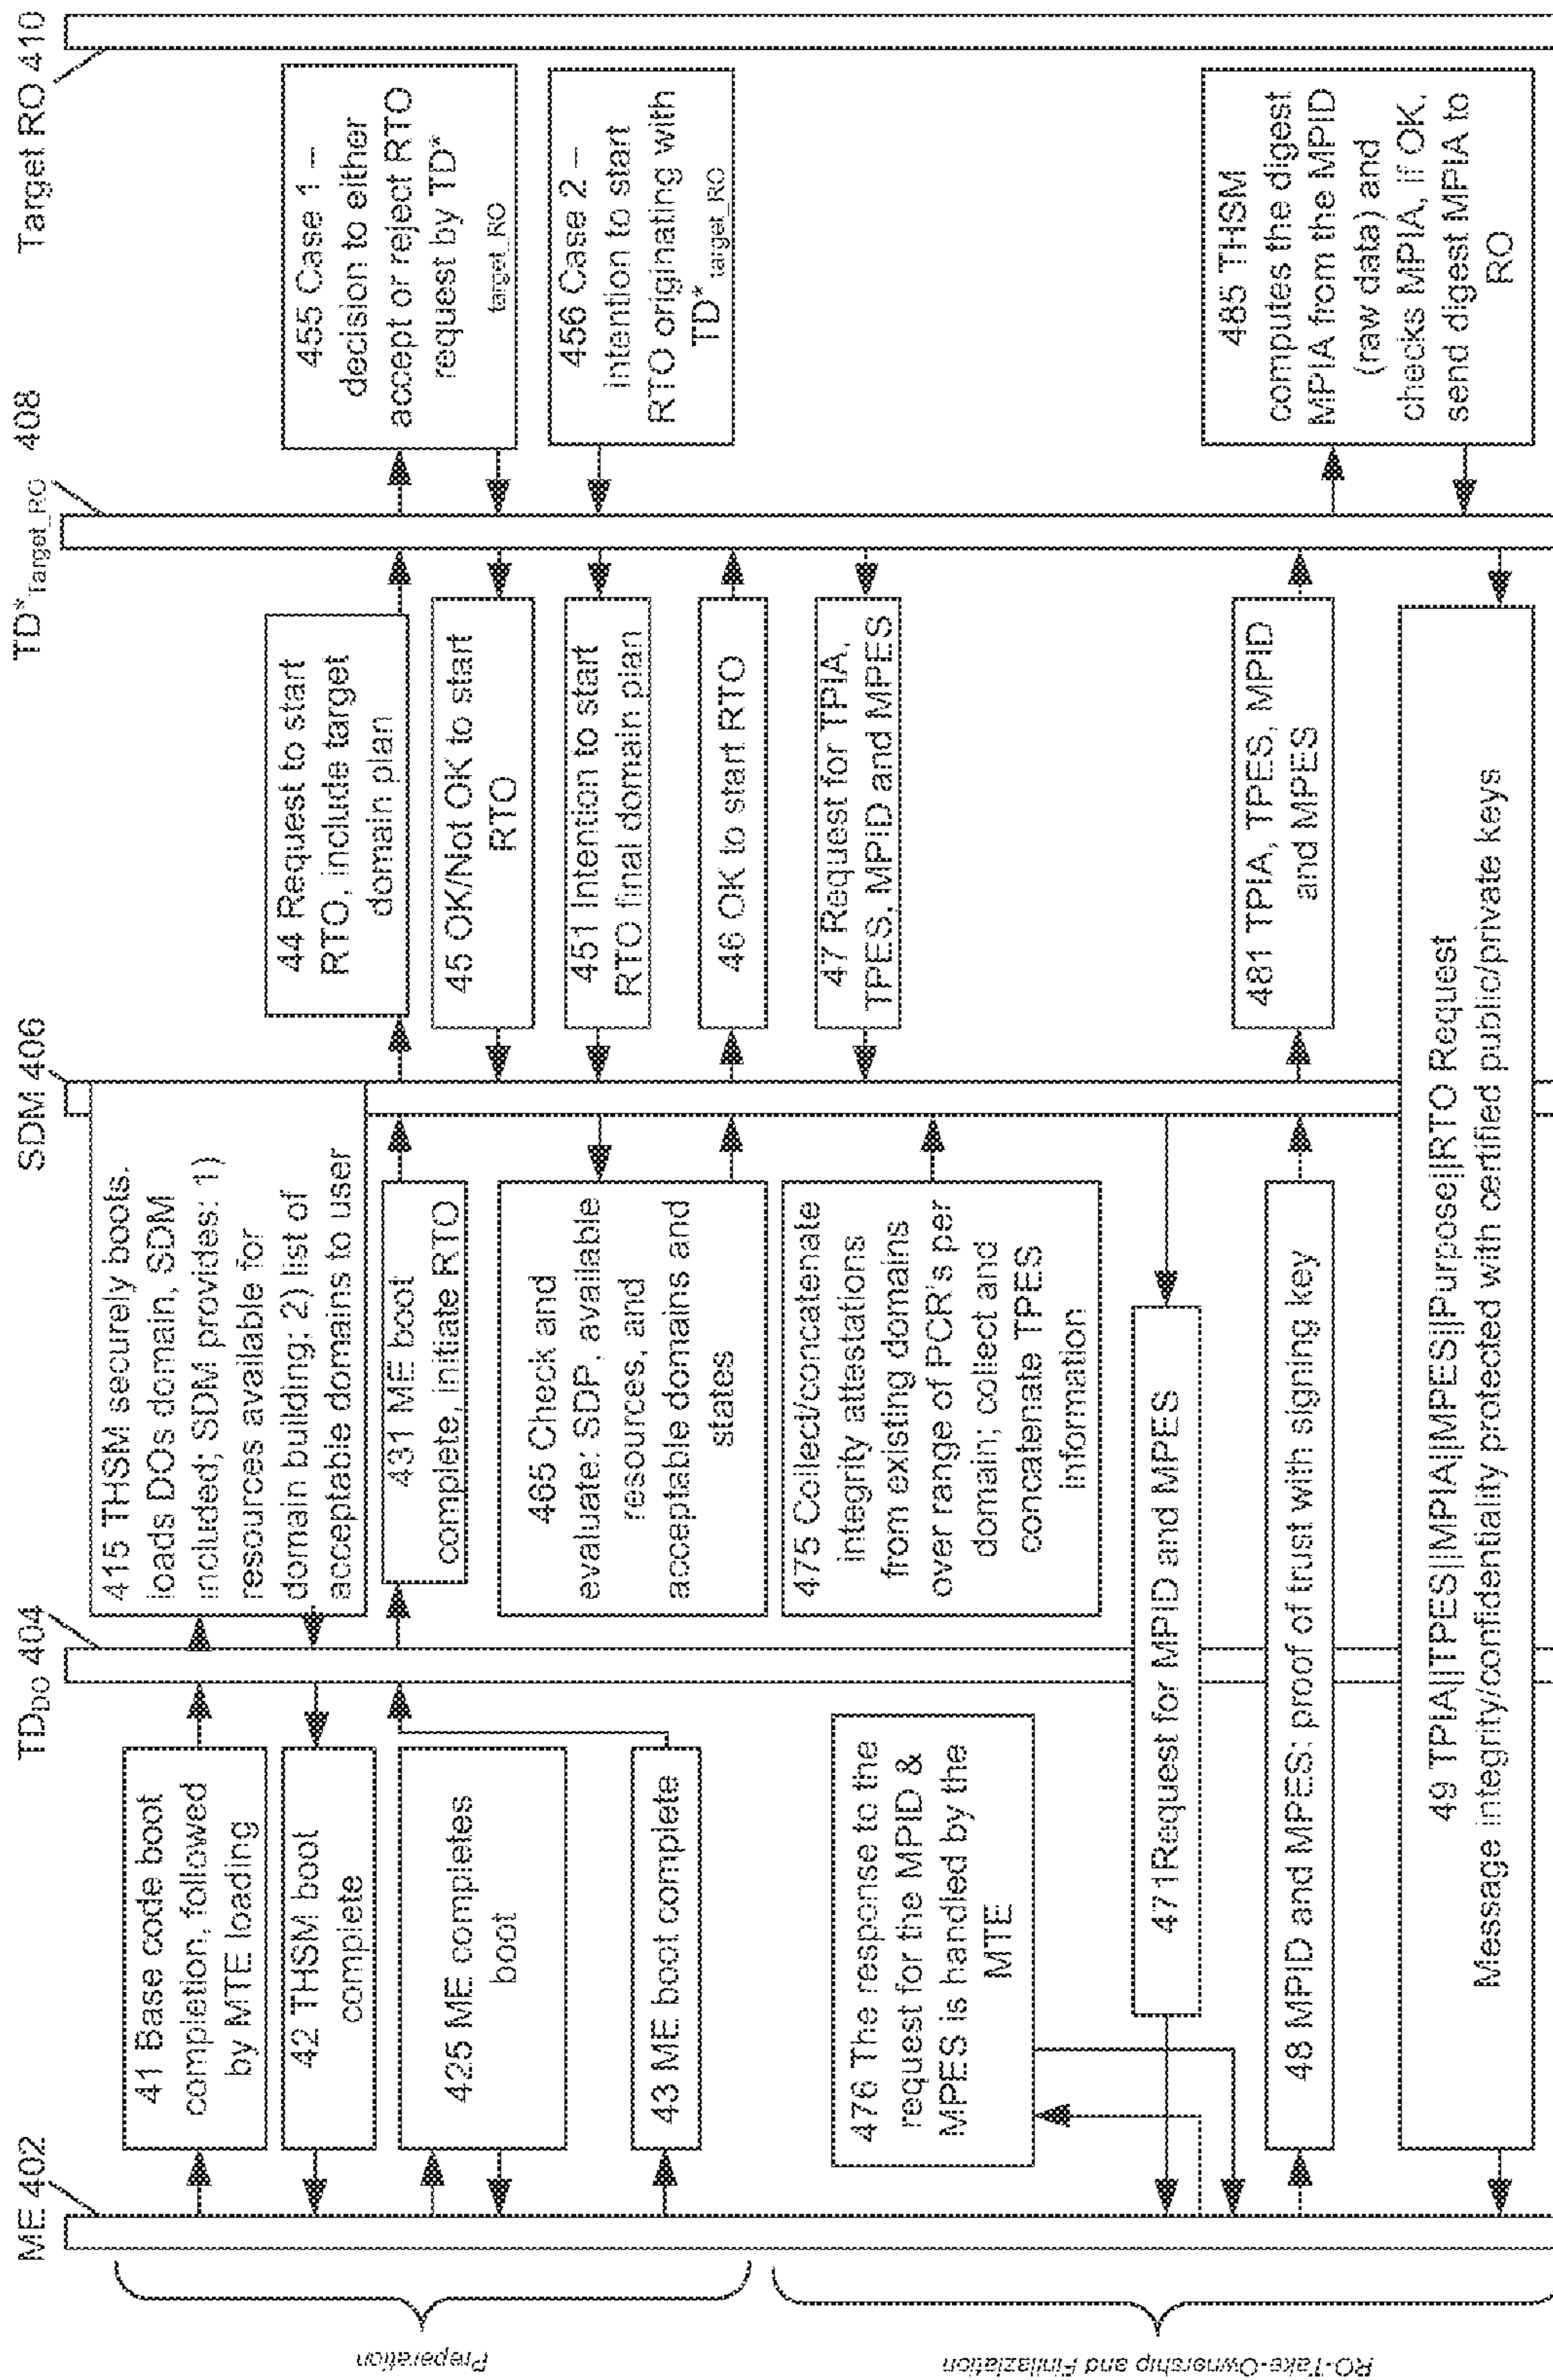 ME 402
TD DO 404
SDM 406
TD* Target_RO 408
Target RO 410
Preparation
41 Base code boot
completion, followed
by MTE loading
415 THSM securely boots.
loads DOs domain, SDM
included; SDM provides: 1)
resources available for
domain building; 2) list of
acceptable domains to user
42 THSM boot
complete
425 ME completes
boot
43 ME boot complete
431 ME boot
complete, initiate RTO
44 Request to start
RTO, include target
domain plan
455 Case 1 –
decision to either
accept or reject RTO
request by TD*
target_RO
45 OK/Not OK to start
RTO
456 Case 2 –
intention to start
RTO originating with
TD* target_RO
451 Intention to start
RTO final domain plan
465 Check and
evaluate: SDP, available
resources, and
acceptable domains and
states
46 OK to start RTO
RO-Take-Ownership and Finilaziation
47 Request for TPIA,
TPES, MPID and MPES
475 Collect/concatenate
integrity attestations
from existing domains
over range of PCR's per
domain; collect and
concatenate TPES
information
471Request for MPID and MPES
476 The response to the
request for the MPID &
MPES is handled by the
MTE
48 MPID and MPES; proof of trust with signing key
481 TPIA, TPES, MPID
and MPES
485 THSM
computes the digest
MPIA from the MPID
(raw data) and
checks MPIA, If OK,
send digest MPIA to
RO
49 TPIA||TPES||MPIA||MPES||Purpose||RTO Request
Message integrity/confidentiality protected with certified public/private keys